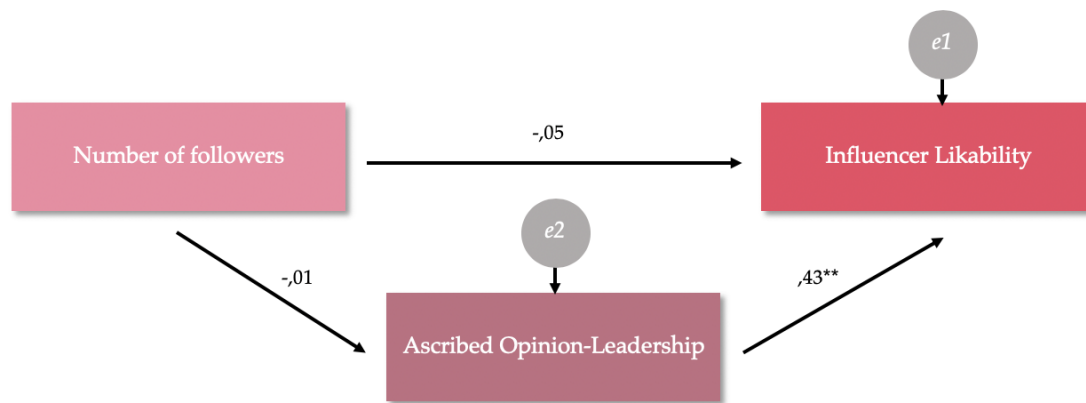 e1
Number of followers
-,05
Influencer Likability
e2
-,01
,43**
Ascribed Opinion-Leadership